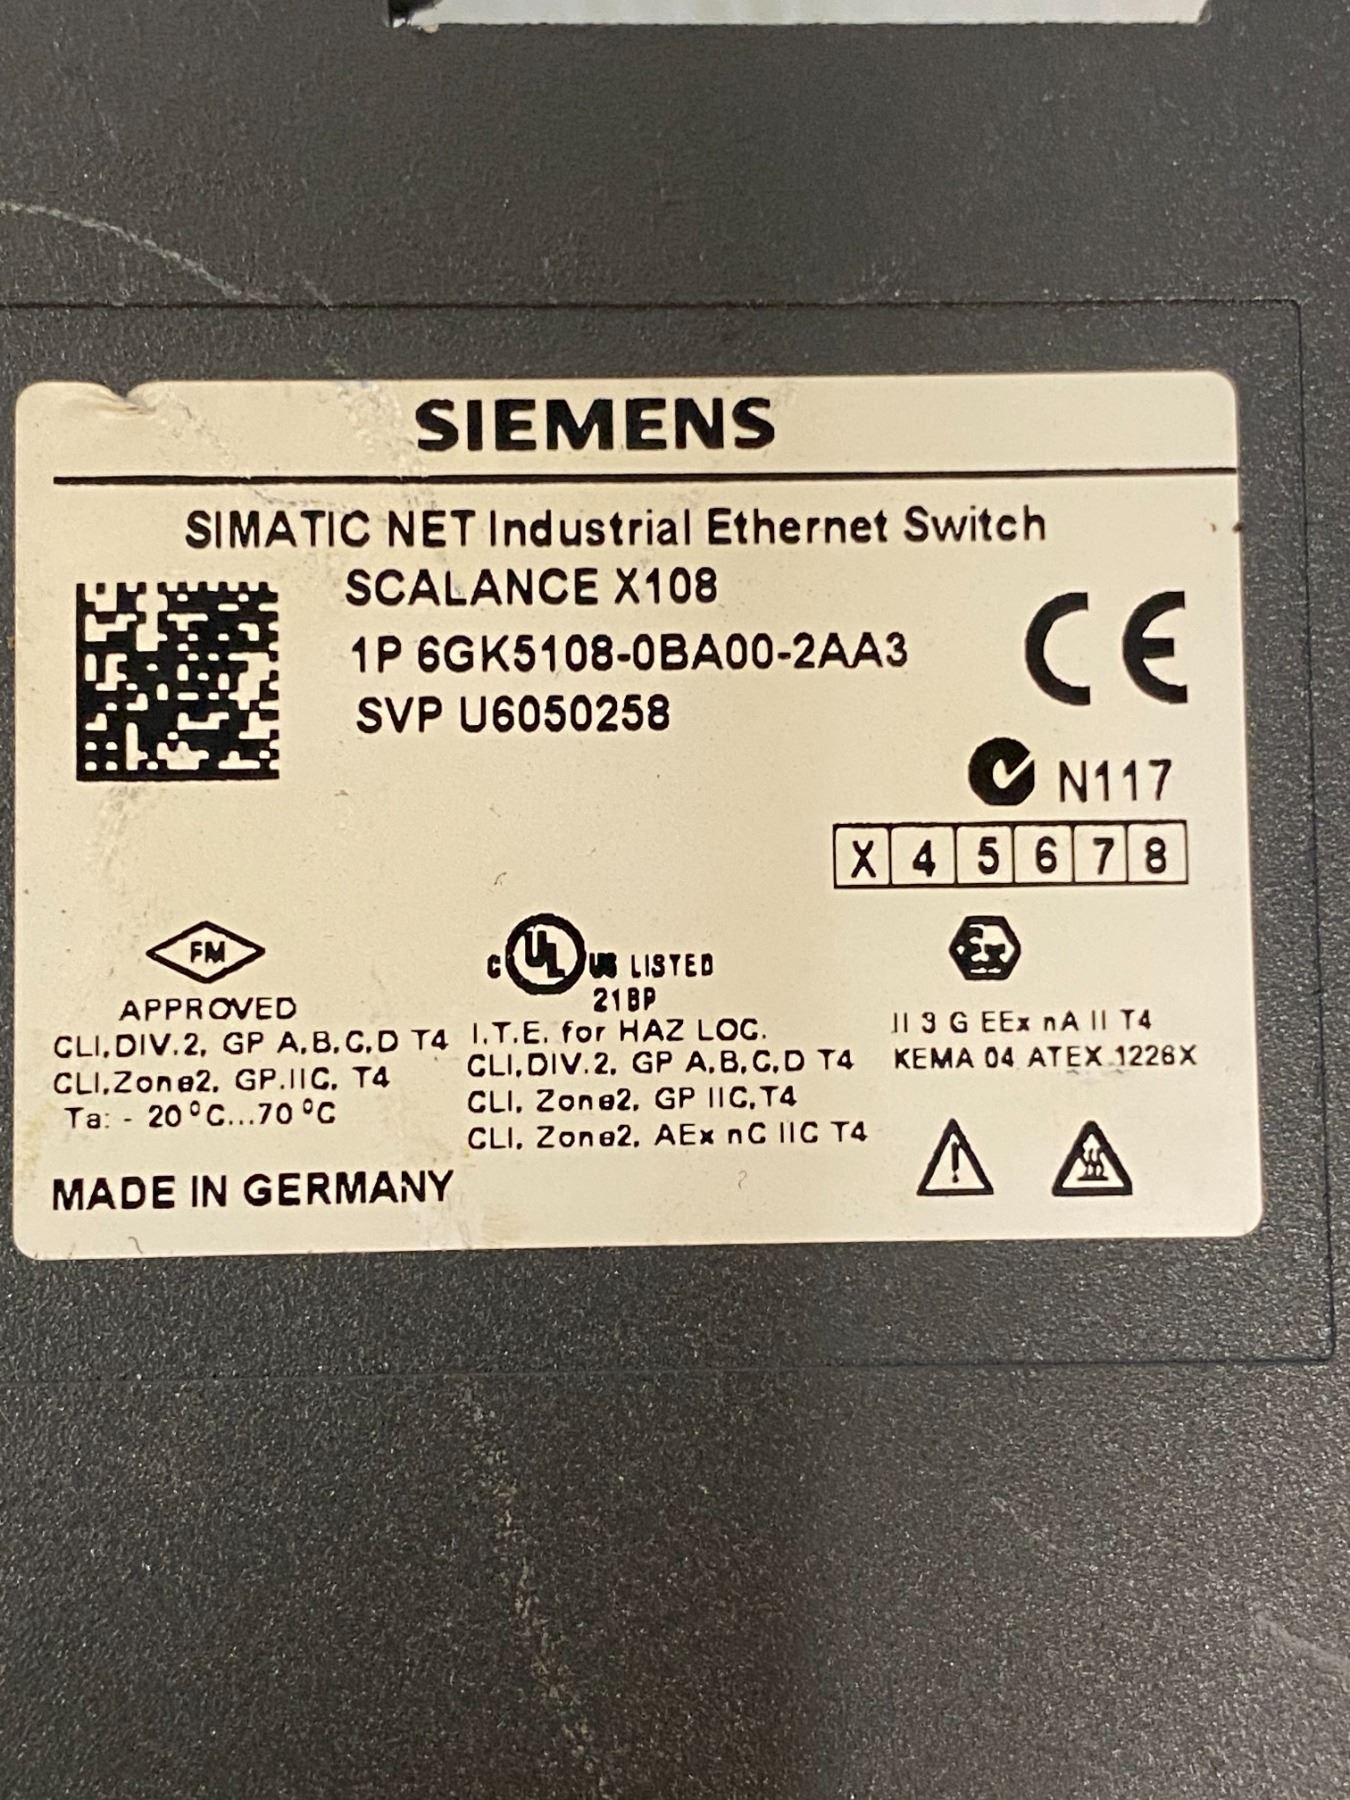 SIEMENS
SIMATIC NET Industrial Ethernet Switch
SCALANCE X108
1P 6GK5108-0BA00-2AA3
SVP U6050258
CE
N117
X 4 5 6 7 8
FM
APPROVED
CLI,DIV.2, GP A,B,C,D T4
CLI,Zone2, GP.IIC, T4
Ta: - 20°C...70°C
C UL US LISTED
21BP
I.T.E. for HAZ LOC.
CLI,DIV.2, GP A,B,C,D T4
CLI, Zone2, GP IIC,T4
CLI, Zone2, AEx nC IIC T4
Ex
II 3 G EEx nA II T4
KEMA 04 ATEX 1226X
MADE IN GERMANY